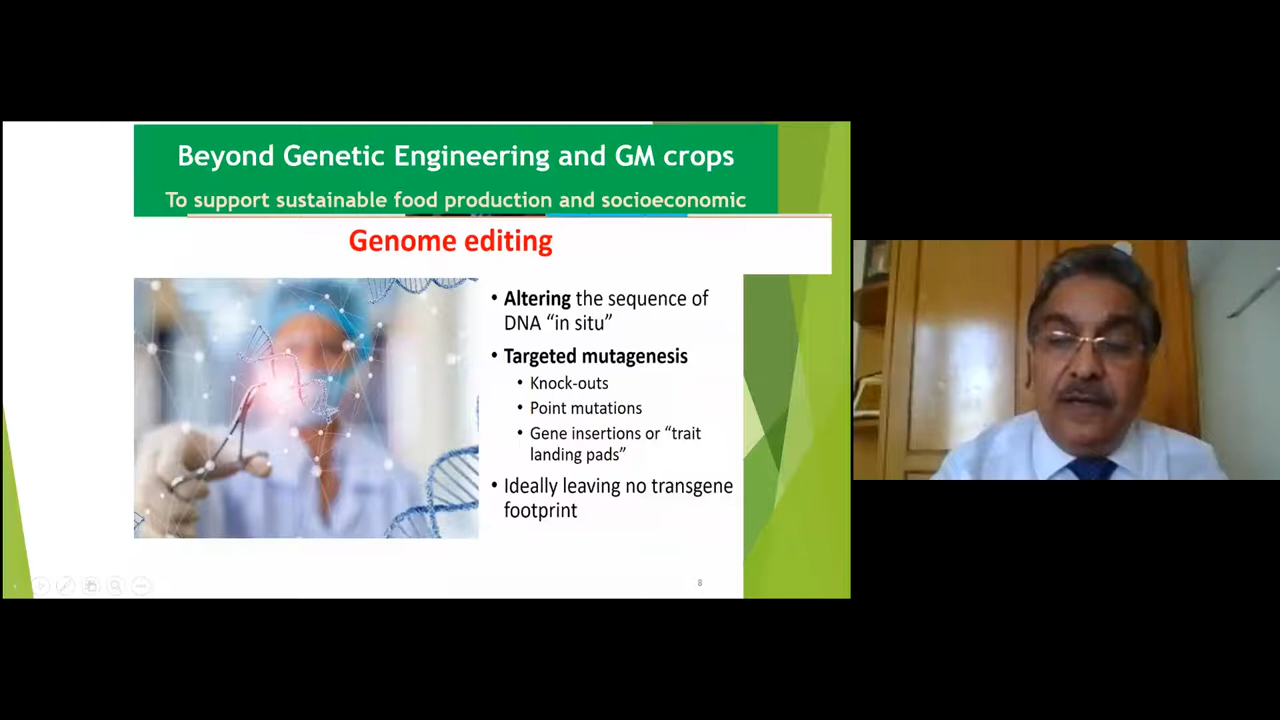 Beyond Genetic Engineering and GM crops
To support sustainable food production and socioeconomic
Genome editing
• Altering the sequence of
DNA “in situ”
• Targeted mutagenesis
• Knock-outs
• Point mutations
• Gene insertions or “trait
landing pads”
• Ideally leaving no transgene
footprint
8